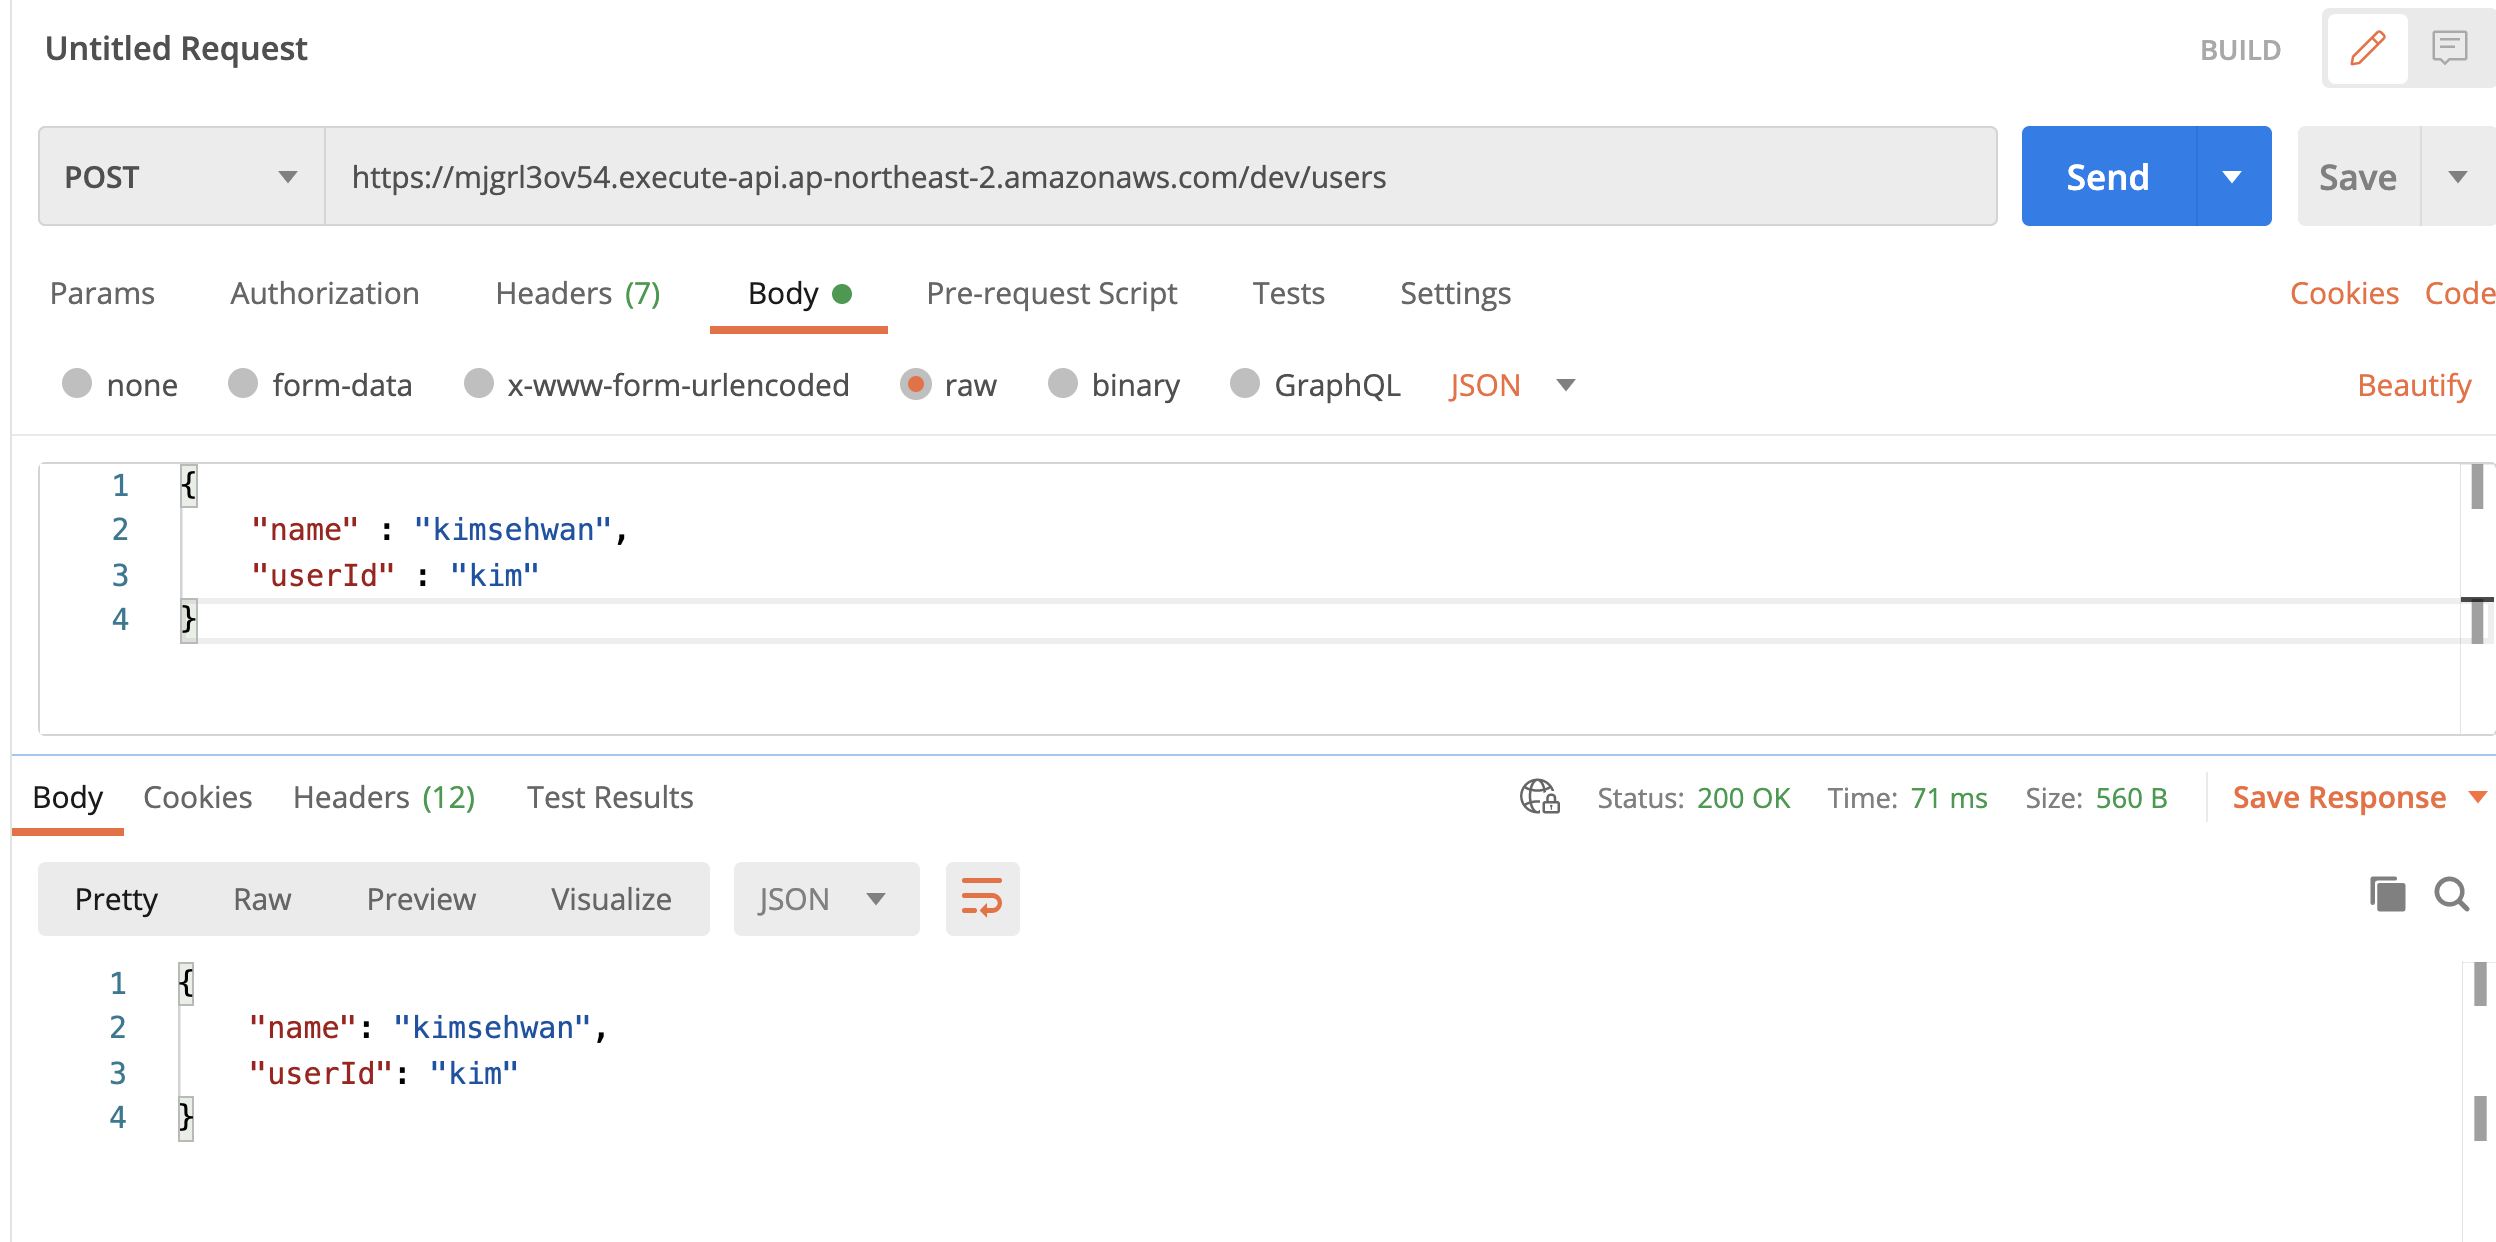 Untitled Request
BUILD
POST https://mjgrl3ov54.execute-api.ap-northeast-2.amazonaws.com/dev/users Send Save
Params Authorization Headers (7) Body Pre-request Script Tests Settings Cookies Code
none form-data x-www-form-urlencoded raw binary GraphQL JSON Beautify
1 {
2 "name" : "kimsehwan",
3 "userId" : "kim"
4 }
Body Cookies Headers (12) Test Results Status: 200 OK Time: 71 ms Size: 560 B Save Response
Pretty Raw Preview Visualize JSON
1 {
2 "name": "kimsehwan",
3 "userId": "kim"
4 }